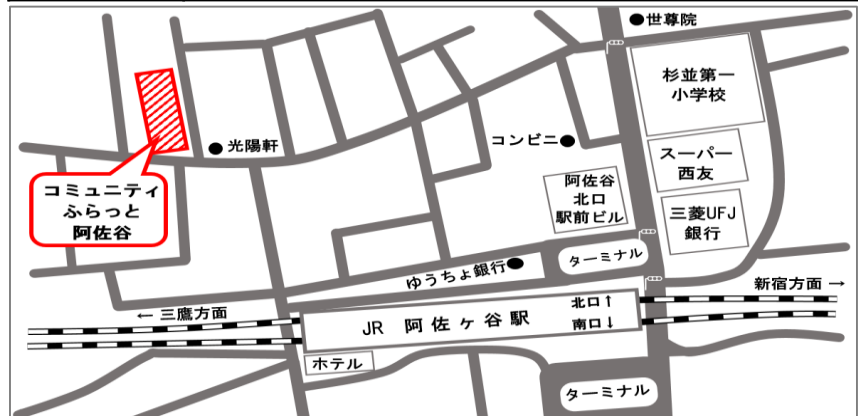 世尊院
杉並第一
小学校
光陽軒
コンビニ
スーパー
西友
コミュニティ
ふらっと
阿佐谷
阿佐谷
北口
駅前ビル
三菱UFJ
銀行
ターミナル
ゆうちょ銀行
新宿方面 →
← 三鷹方面
北口↑
JR 阿佐ヶ谷駅
南口↓
ホテル
ターミナル